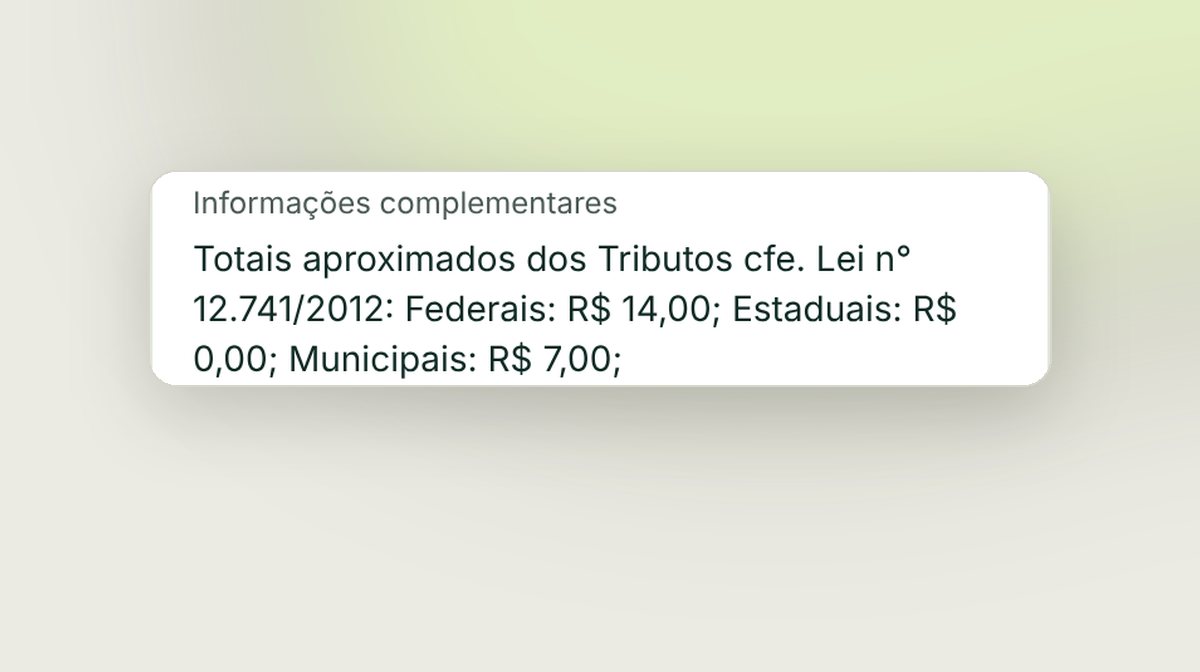 Informações complementares
Totais aproximados dos Tributos cfe. Lei n°
12.741/2012: Federais: R$ 14,00; Estaduais: R$
0,00; Municipais: R$ 7,00;